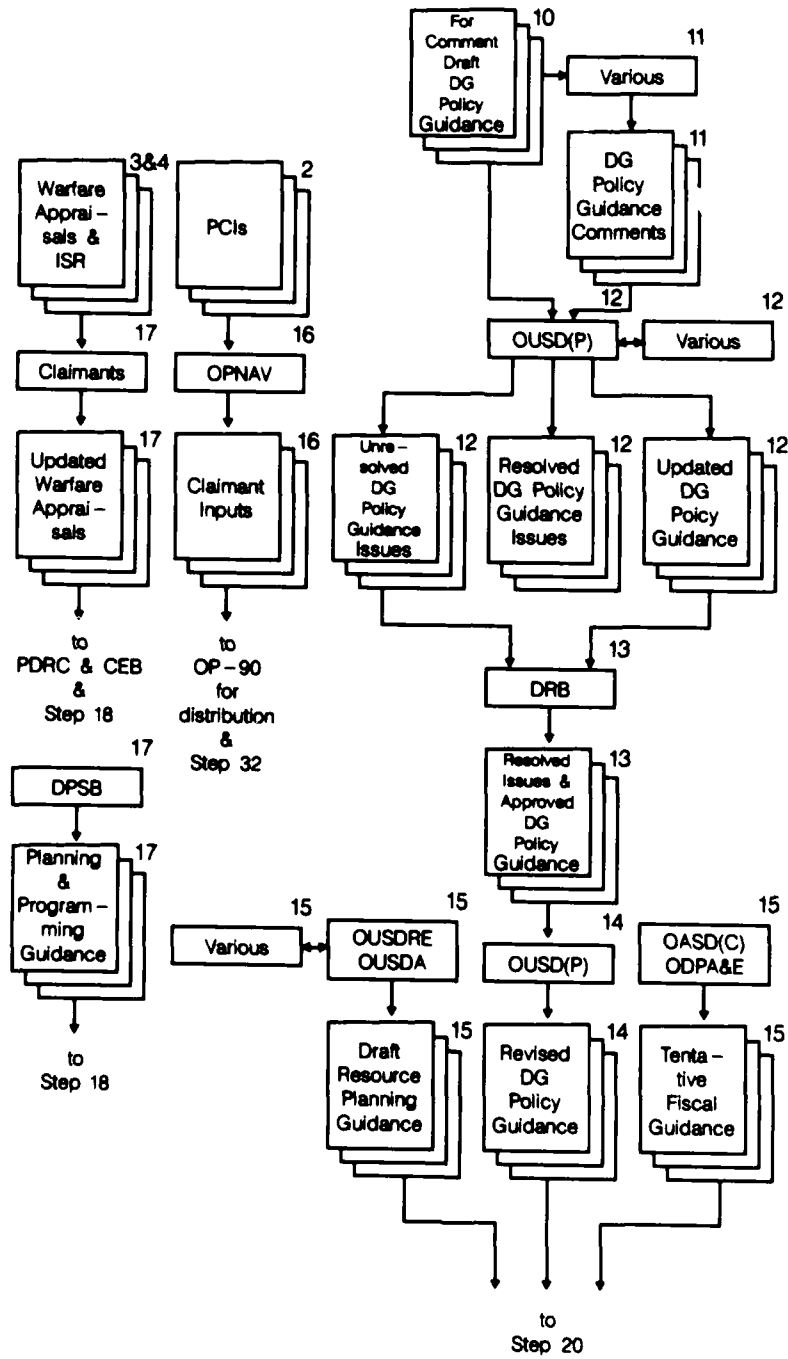 10
For
Comment
Draft
DG
Policy
Guidance
11
Various
11
DG
Policy
Guidance
Comments
3&4
Warfare
Apprai-
sals &
ISR
2
PCIs
17
Claimants
16
OPNAV
12
OUSD(P)
12
Various
17
Updated
Warfare
Apprai-
sals
16
Claimant
Inputs
12
Unre-
solved
DG
Policy
Guidance
Issues
12
Resolved
DG Policy
Guidance
Issues
12
Updated
DG
Poicy
Guidance
to
PDRC & CEB
&
Step 18
to
OP-90
for
distribution
&
Step 32
13
DRB
17
DPSB
13
Resolved
Issues &
Approved
DG
Policy
Guidance
17
Planning
&
Program-
ming
Guidance
15
Various
15
OUSDRE
OUSDA
14
OUSD(P)
15
OASD(C)
ODPA&E
to
Step 18
15
Draft
Resource
Planning
Guidance
14
Revised
DG
Policy
Guidance
15
Tenta-
tive
Fiscal
Guidance
to
Step 20